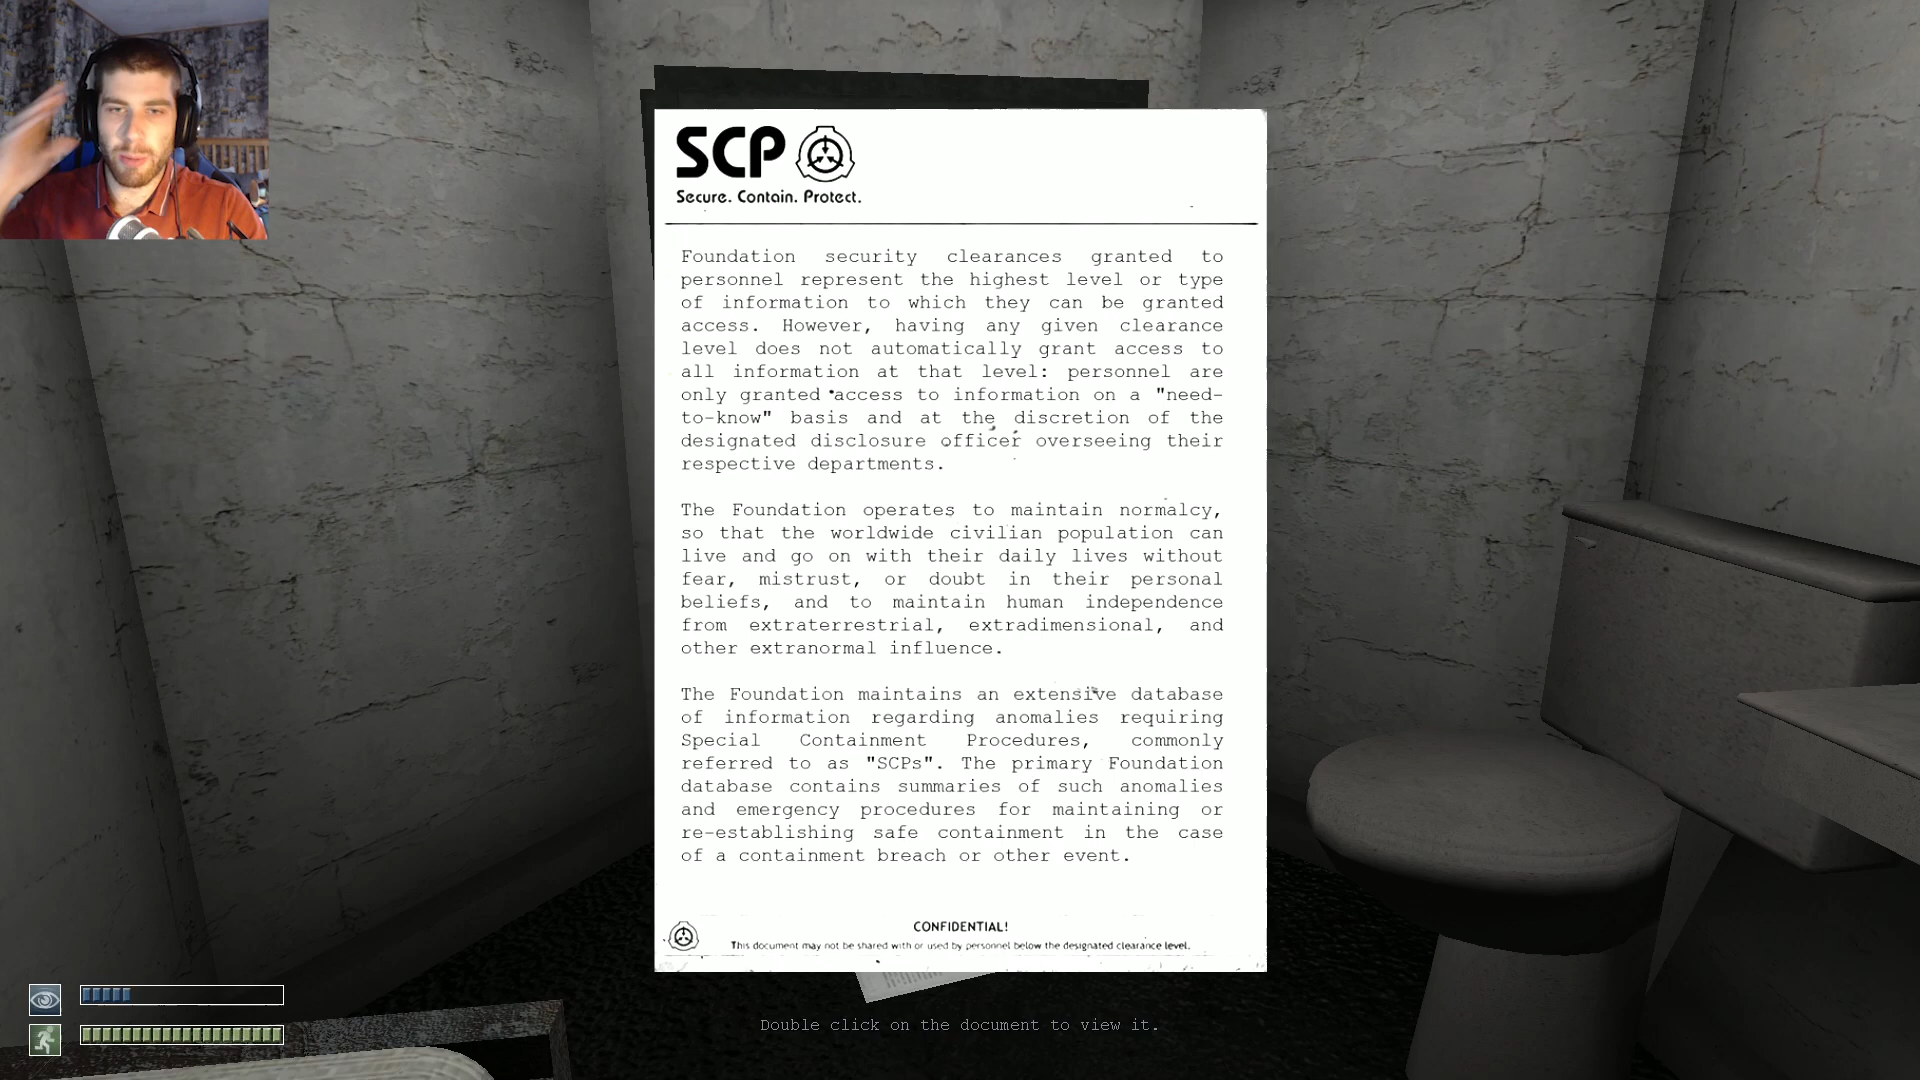 SCP
Secure. Contain. Protect.
Foundation security clearances granted to
personnel represent the highest level or type
of information to which they can be granted
access. However, having any given clearance
level does not automatically grant access to
all information at that level: personnel are
only granted access to information on a "need-
to-know" basis and at the discretion of the
designated disclosure officer overseeing their
respective departments.
The Foundation operates to maintain normalcy,
so that the worldwide civilian population can
live and go on with their daily lives without
fear, mistrust, or doubt in their personal
beliefs, and to maintain human independence
from extraterrestrial, extradimensional, and
other extranormal influence.
The Foundation maintains an extensive database
of information regarding anomalies requiring
Special Containment Procedures, commonly
referred to as "SCPs". The primary Foundation
database contains summaries of such anomalies
and emergency procedures for maintaining or
re-establishing safe containment in the case
of a containment breach or other event.
CONFIDENTIAL!
This document may not be shared with or used by personnel below the designated clearance level.
Double click on the document to view it.